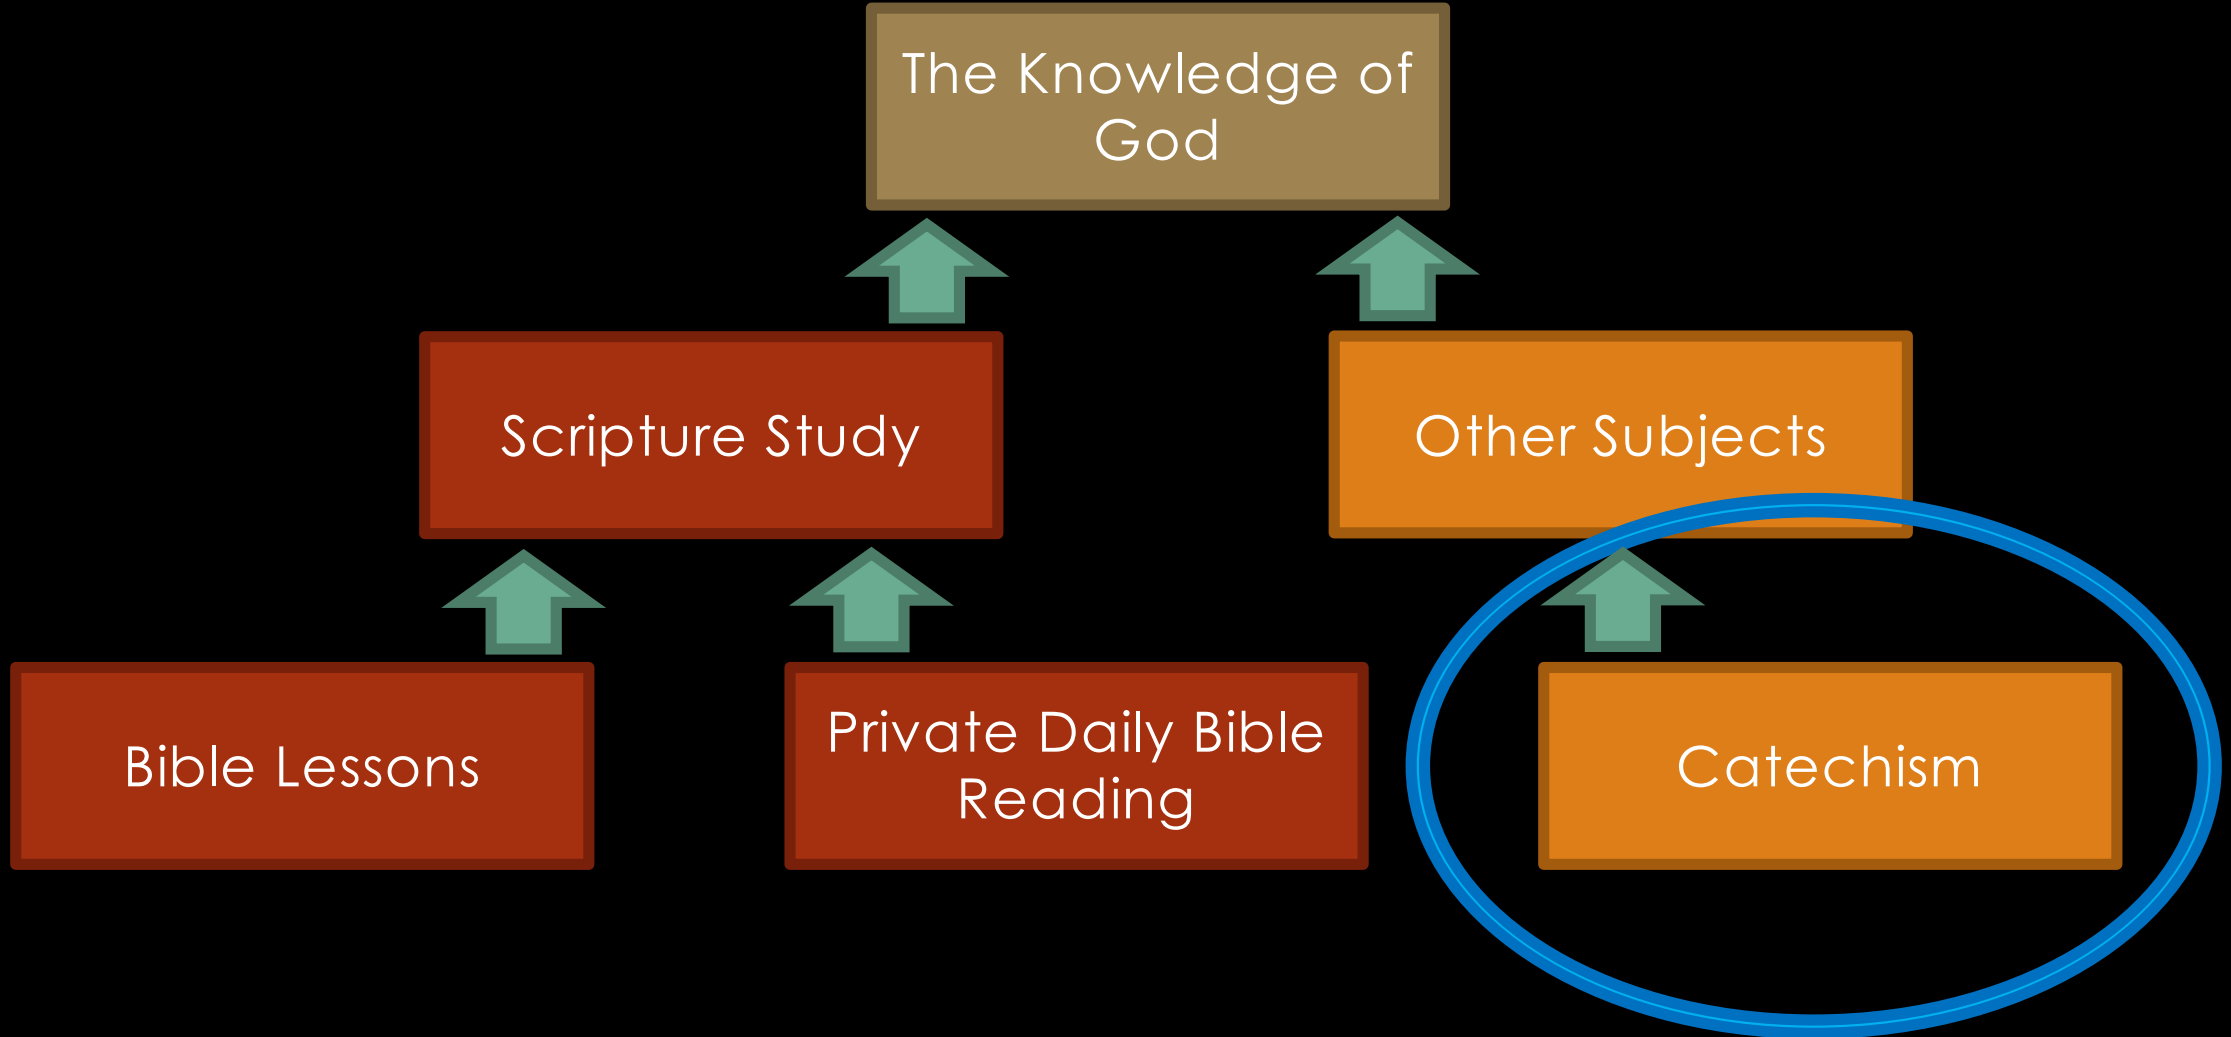 The Knowledge of
God
Scripture Study
Other Subjects
Bible Lessons
Private Daily Bible
Reading
Catechism